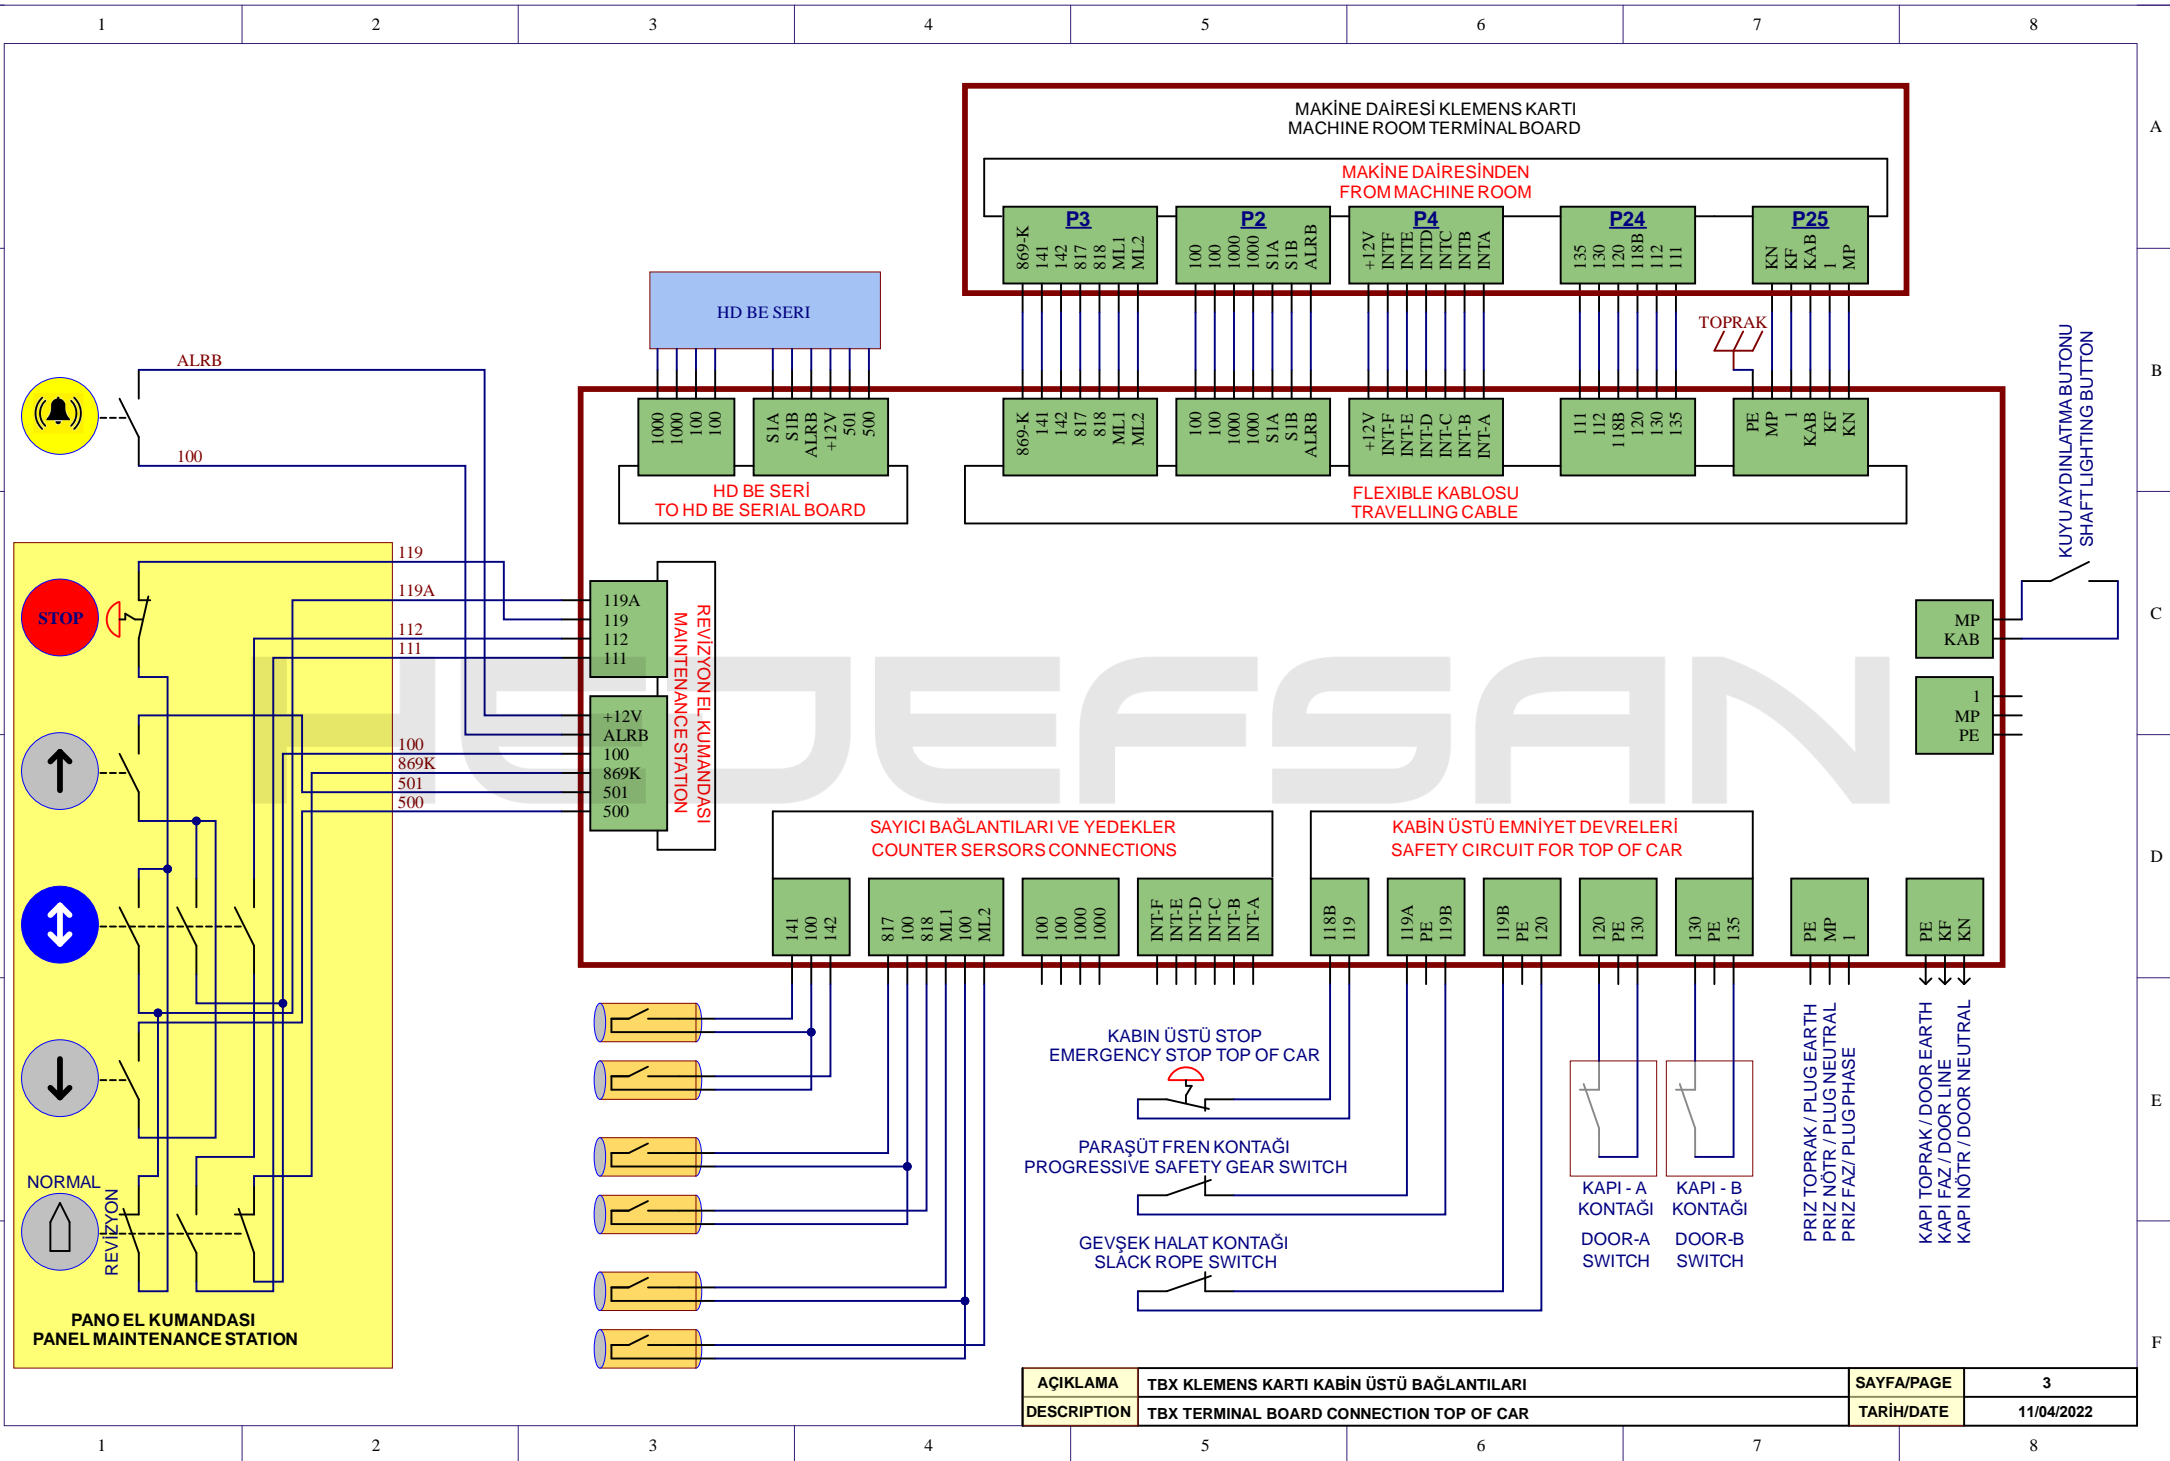 1 2 3 4 5 6 7 8
MAKİNE DAİRESİ KLEMENS KARTI
MACHINE ROOM TERMİNAL BOARD
A
MAKİNE DAİRESİNDEN
FROM MACHINE ROOM
P3 P2 P4 P24 P25
869-K 141 142 817 818 ML1 ML2
100 100 1000 1000 S1A S1B ALRB
+12V INTF INTE INTD INTC INTB INTA
135 130 120 118B 112 111
KN KF KAB 1 MP
HD BE SERI
TOPRAK
ALRB
B
KUYU AYDINLATMA BUTONU
SHAFT LIGHTING BUTTON
1000 1000 100 100
S1A S1B ALRB +12V 501 500
869-K 141 142 817 818 ML1 ML2
100 100 1000 1000 S1A S1B ALRB
+12V INT-F INT-E INT-D INT-C INT-B INT-A
111 112 118B 120 130 135
PE MP 1 KAB KF KN
100
HD BE SERİ
TO HD BE SERIAL BOARD
FLEXIBLE KABLOSU
TRAVELLING CABLE
119
119A
112
111
STOP
119A
119
112
111
REVİZYON EL KUMANDASI
MAINTENANCE STATION
MP
KAB
C
1
MP
PE
HEDEFSAN
100
869K
501
500
+12V
ALRB
100
869K
501
500
SAYICI BAĞLANTILARI VE YEDEKLER
COUNTER SERSORS CONNECTIONS
KABİN ÜSTÜ EMNİYET DEVRELERİ
SAFETY CIRCUIT FOR TOP OF CAR
D
141 100 142
817 100 818 ML1 100 ML2
100 100 1000 1000
INT-F INT-E INT-D INT-C INT-B INT-A
118B 119
119A PE 119B
119B PE 120
120 PE 130
130 PE 135
PE MP 1
PE KF KN
KABIN ÜSTÜ STOP
EMERGENCY STOP TOP OF CAR
PARAŞÜT FREN KONTAĞI
PROGRESSIVE SAFETY GEAR SWITCH
GEVŞEK HALAT KONTAĞI
SLACK ROPE SWITCH
KAPI - A
KONTAĞI
DOOR-A
SWITCH
KAPI - B
KONTAĞI
DOOR-B
SWITCH
PRIZ TOPRAK / PLUG EARTH
PRIZ NÖTR / PLUG NEUTRAL
PRIZ FAZ/ PLUG PHASE
KAPI TOPRAK / DOOR EARTH
KAPI FAZ / DOOR LINE
KAPI NÖTR / DOOR NEUTRAL
E
NORMAL
REVİZYON
PANO EL KUMANDASI
PANEL MAINTENANCE STATION
F
AÇIKLAMA TBX KLEMENS KARTI KABİN ÜSTÜ BAĞLANTILARI SAYFA/PAGE 3
DESCRIPTION TBX TERMINAL BOARD CONNECTION TOP OF CAR TARİH/DATE 11/04/2022
1 2 3 4 5 6 7 8